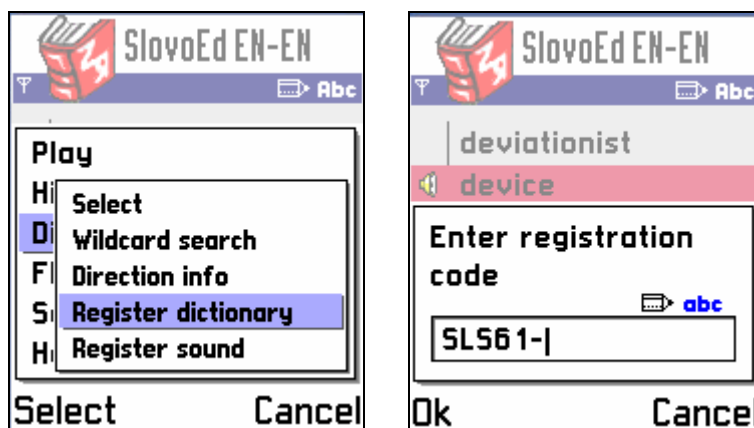 SlovoEd EN-EN
Abc
Play
Hi
Select
Di
Wildcard search
Fl
Direction info
Register dictionary
Register sound
Select Cancel
SlovoEd EN-EN
Abc
deviationist
device
Enter registration
code
abc
SLS61-
Ok Cancel